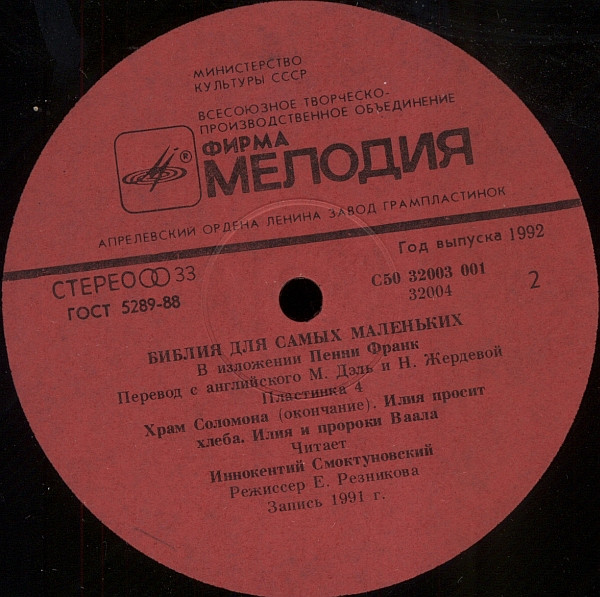 МИНИСТЕРСТВО
КУЛЬТУРЫ СССР
ВСЕСОЮЗНОЕ ТВОРЧЕСКО-
ПРОИЗВОДСТВЕННОЕ ОБЪЕДИНЕНИЕ
ФИРМА
® МЕЛОДИЯ
АПРЕЛЕВСКИЙ ОРДЕНА ЛЕНИНА ЗАВОД ГРАМПЛАСТИНОК
Год выпуска 1992
СТЕРЕО 33
ГОСТ 5289-88
С50 32003 001
32004
2
БИБЛИЯ ДЛЯ САМЫХ МАЛЕНЬКИХ
В изложении Пенни Франк
Перевод с английского М. Дэль и Н. Жердевой
Пластинка 4
Храм Соломона (окончание). Илия просит
хлеба. Илия и пророки Ваала
Читает
Иннокентий Смоктуновский
Режиссер Е. Резникова
Запись 1991 г.